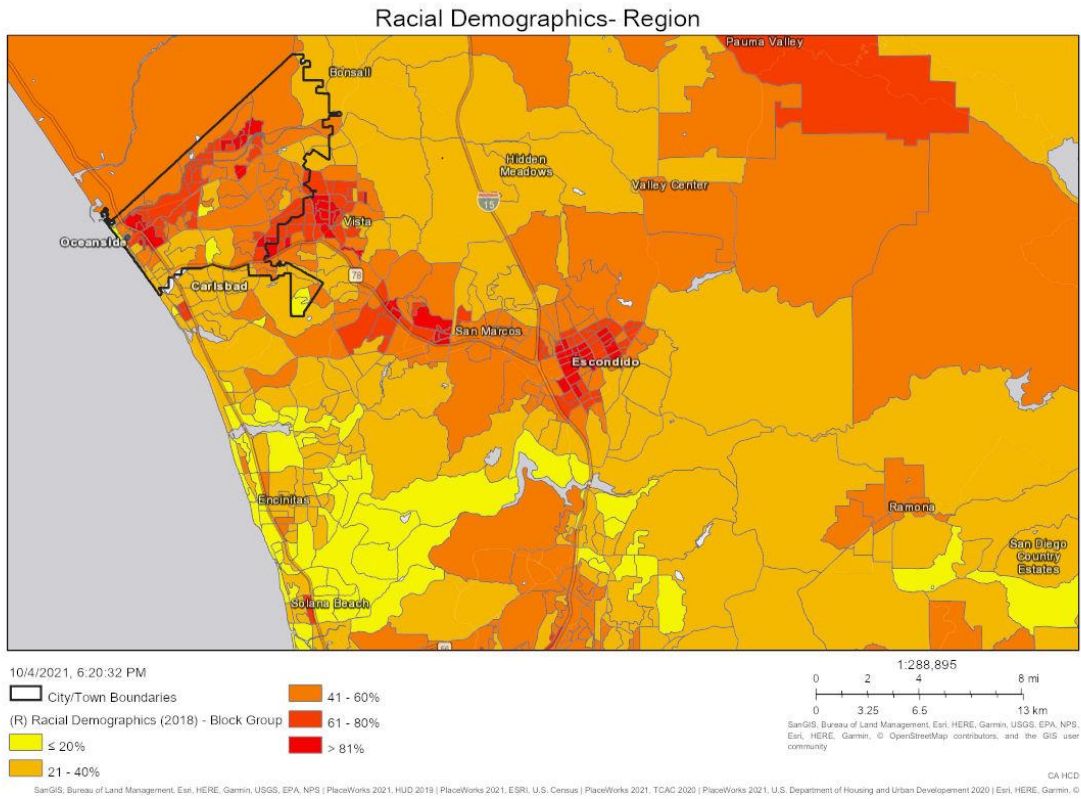 Racial Demographics- Region
Pauma Valley
Bonsall
Hidden
Meadows
Valley Center
15
Vista
Oceanside
78
Carlsbad
San Marcos
Escondido
Encinitas
Ramona
San Diego
Country
Estates
Solana Beach
10/4/2021, 6:20:32 PM
City/Town Boundaries
(R) Racial Demographics (2018) - Block Group
≤ 20%
21 - 40%
41 - 60%
61 - 80%
> 81%
1:288,895
0 2 4 8 mi
0 3.25 6.5 13 km
SanGIS, Bureau of Land Management, Esri, HERE, Garmin, USGS, EPA, NPS,
Esri, HERE, Garmin, © OpenStreetMap contributors, and the GIS user
community
CA HCD
SanGIS, Bureau of Land Management, Esri, HERE, Garmin, USGS, EPA, NPS | PlaceWorks 2021, HUD 2019 | PlaceWorks 2021, ESRI, U.S. Census | PlaceWorks 2021, TCAC 2020 | PlaceWorks 2021, U.S. Department of Housing and Urban Developement 2020 | Esri, HERE, Garmin, ©